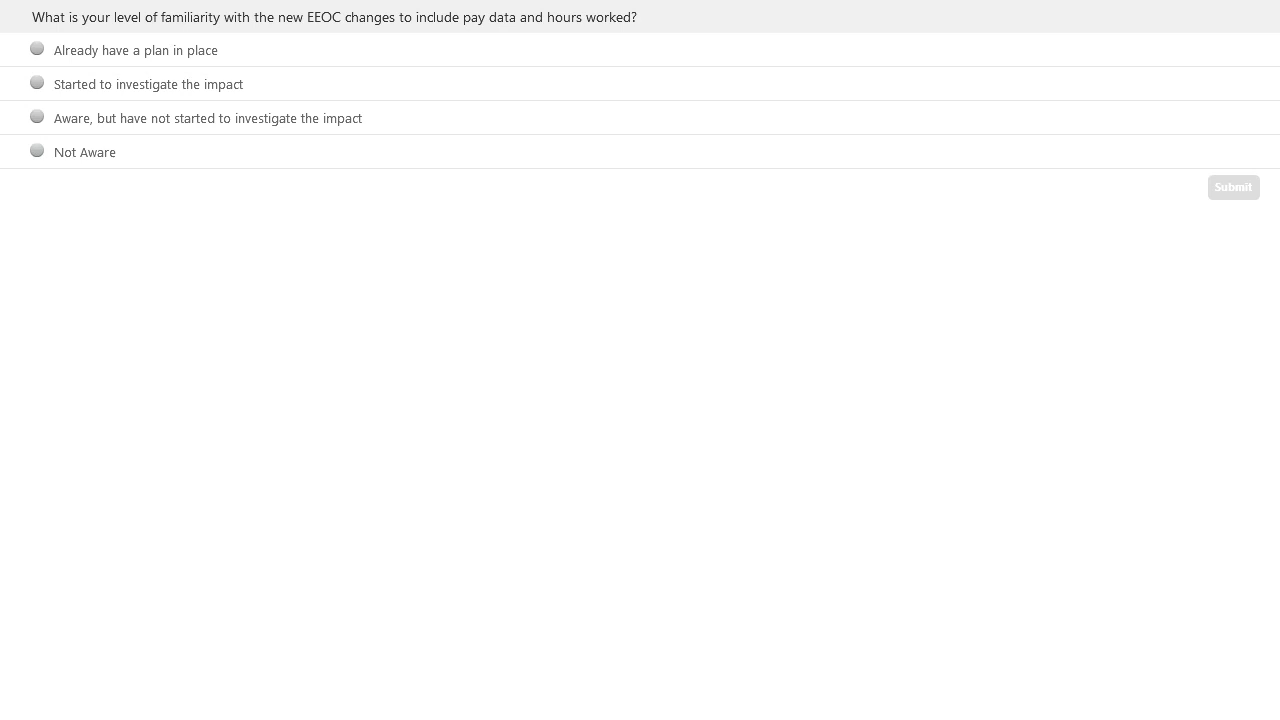 What is your level of familiarity with the new EEOC changes to include pay data and hours worked?
Already have a plan in place
Started to investigate the impact
Aware, but have not started to investigate the impact
Not Aware
Submit